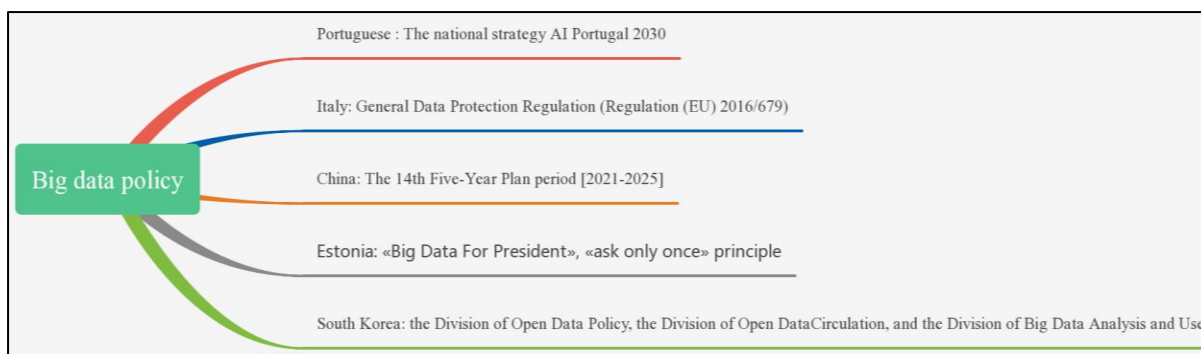 Portuguese : The national strategy AI Portugal 2030
Italy: General Data Protection Regulation (Regulation (EU) 2016/679)
Big data policy
China: The 14th Five-Year Plan period [2021-2025]
Estonia: «Big Data For President», «ask only once» principle
South Korea: the Division of Open Data Policy, the Division of Open DataCirculation, and the Division of Big Data Analysis and Use